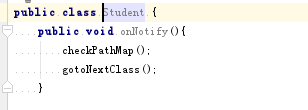 public class Student {
    public void onNotify(){
        checkPathMap();
        gotoNextClass();
    }